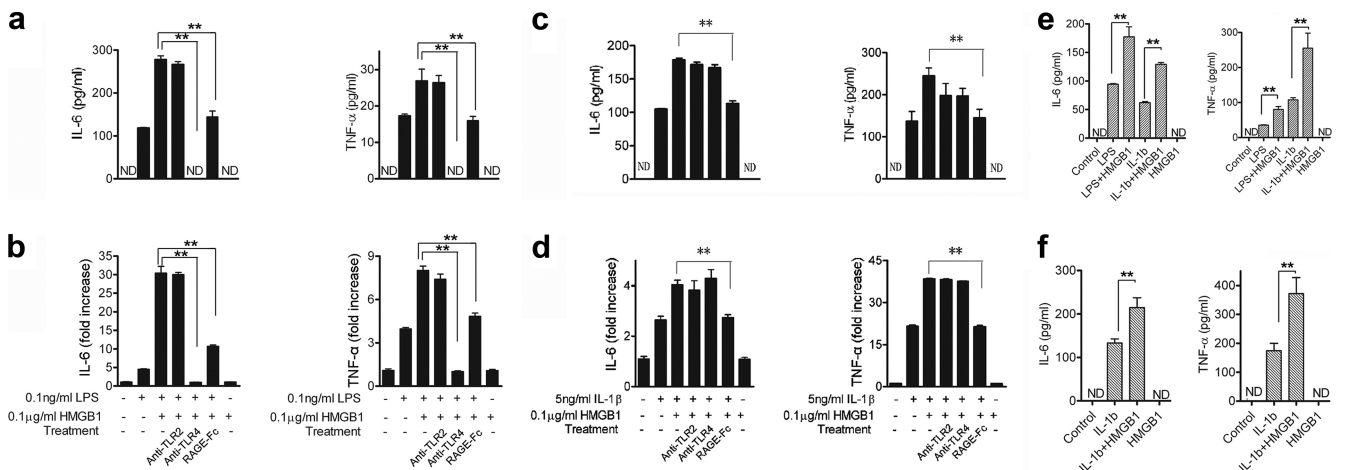 a
**
**
IL-6 (pg/ml)
300
200
100
0
ND
ND
ND
**
**
TNF-α (pg/ml)
30
20
10
0
ND
ND
ND
b
**
**
IL-6 (fold increase)
35
30
25
20
15
10
5
0
**
**
TNF-α (fold increase)
9
6
3
0
0.1ng/ml LPS - + + + + + -
0.1μg/ml HMGB1 - - + + + + +
Treatment - - - Anti-TLR2 Anti-TLR4 RAGE-Fc -
0.1ng/ml LPS - + + + + + -
0.1μg/ml HMGB1 - - + + + + +
Treatment - - - Anti-TLR2 Anti-TLR4 RAGE-Fc -
c
**
IL-6 (pg/ml)
200
150
100
50
0
ND
ND
**
TNF-α (pg/ml)
300
200
100
0
ND
ND
d
**
IL-6 (fold increase)
6
4
2
0
**
TNF-α (fold increase)
45
30
15
0
5ng/ml IL-1β - + + + + + -
0.1μg/ml HMGB1 - - + + + + +
Treatment - - - Anti-TLR2 Anti-TLR4 RAGE-Fc -
5ng/ml IL-1β - + + + + + -
0.1μg/ml HMGB1 - - + + + + +
Treatment - - - Anti-TLR2 Anti-TLR4 RAGE-Fc -
e
**
**
IL-6 (pg/ml)
200
150
100
50
0
ND
ND
Control
LPS
LPS+HMGB1
IL-1b
IL-1b+HMGB1
HMGB1
**
**
TNF-α (pg/ml)
300
200
100
0
ND
ND
Control
LPS
LPS+HMGB1
IL-1b
IL-1b+HMGB1
HMGB1
f
**
IL-6 (pg/ml)
300
200
100
0
ND
ND
Control
IL-1b
IL-1b+HMGB1
HMGB1
**
TNF-α (pg/ml)
400
300
200
100
0
ND
ND
Control
IL-1b
IL-1b+HMGB1
HMGB1